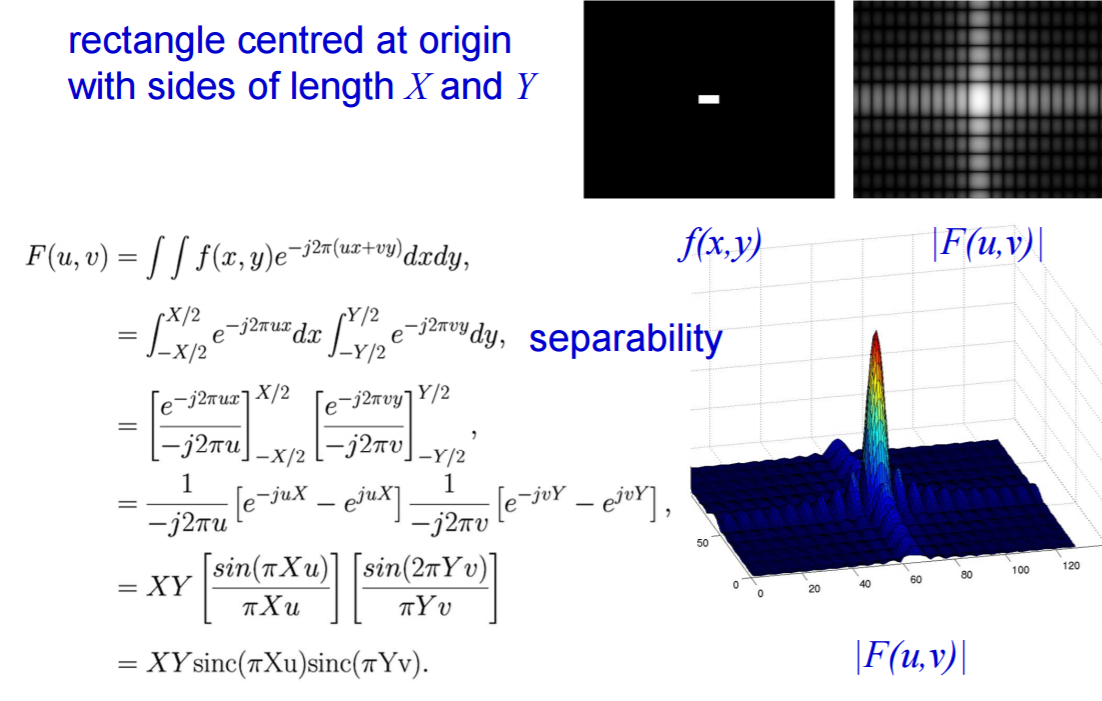 rectangle centred at origin
with sides of length X and Y
f(x,y)
|F(u,v)|
F(u, v) = ∫ ∫ f(x, y)e^{−j2π(ux+vy)}dxdy,
= ∫_{−X/2}^{X/2} e^{−j2πux}dx ∫_{−Y/2}^{Y/2} e^{−j2πvy}dy, separability
= [e^{−j2πux}/−j2πu]_{−X/2}^{X/2} [e^{−j2πvy}/−j2πv]_{−Y/2}^{Y/2},
= 1/−j2πu [e^{−juX} − e^{juX}] 1/−j2πv [e^{−jvY} − e^{jvY}],
= XY [sin(πXu)/πXu] [sin(2πYv)/πYv]
= XYsinc(πXu)sinc(πYv).
50
0
0 20 40 60 80 100 120
|F(u,v)|